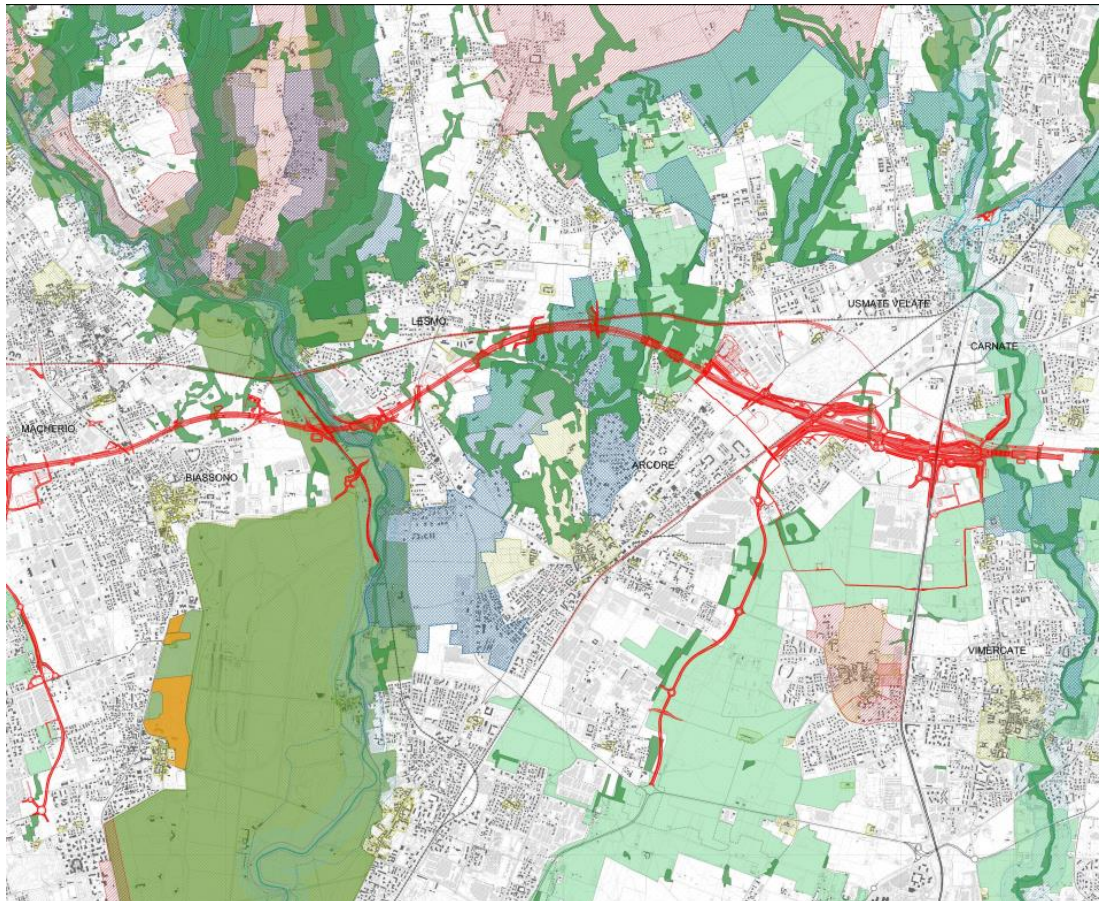 USMATE VELATE
LESMO
CARNATE
MACHERIO
ARCORE
BIASSONO
VIMERCATE